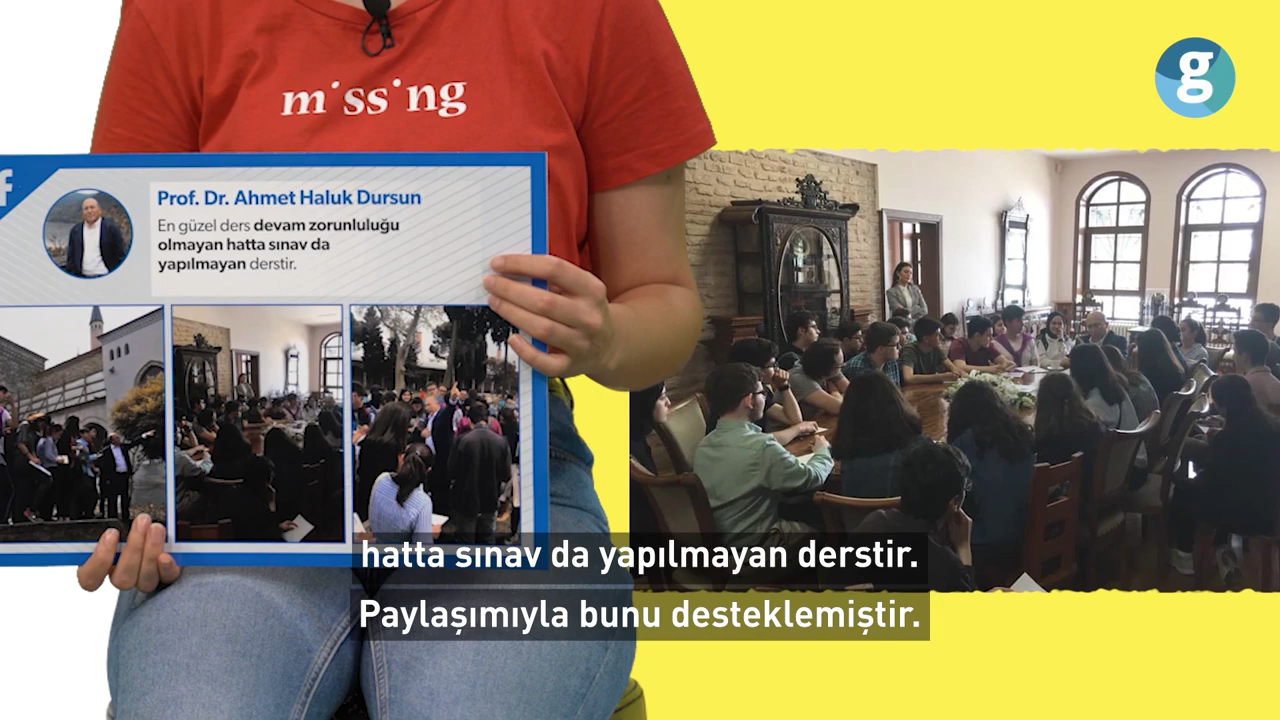 m˙ss˙ng
g
f
Prof. Dr. Ahmet Haluk Dursun
En güzel ders devam zorunluluğu
olmayan hatta sınav da
yapılmayan derstir.
hatta sınav da yapılmayan derstir.
Paylaşımıyla bunu desteklemiştir.